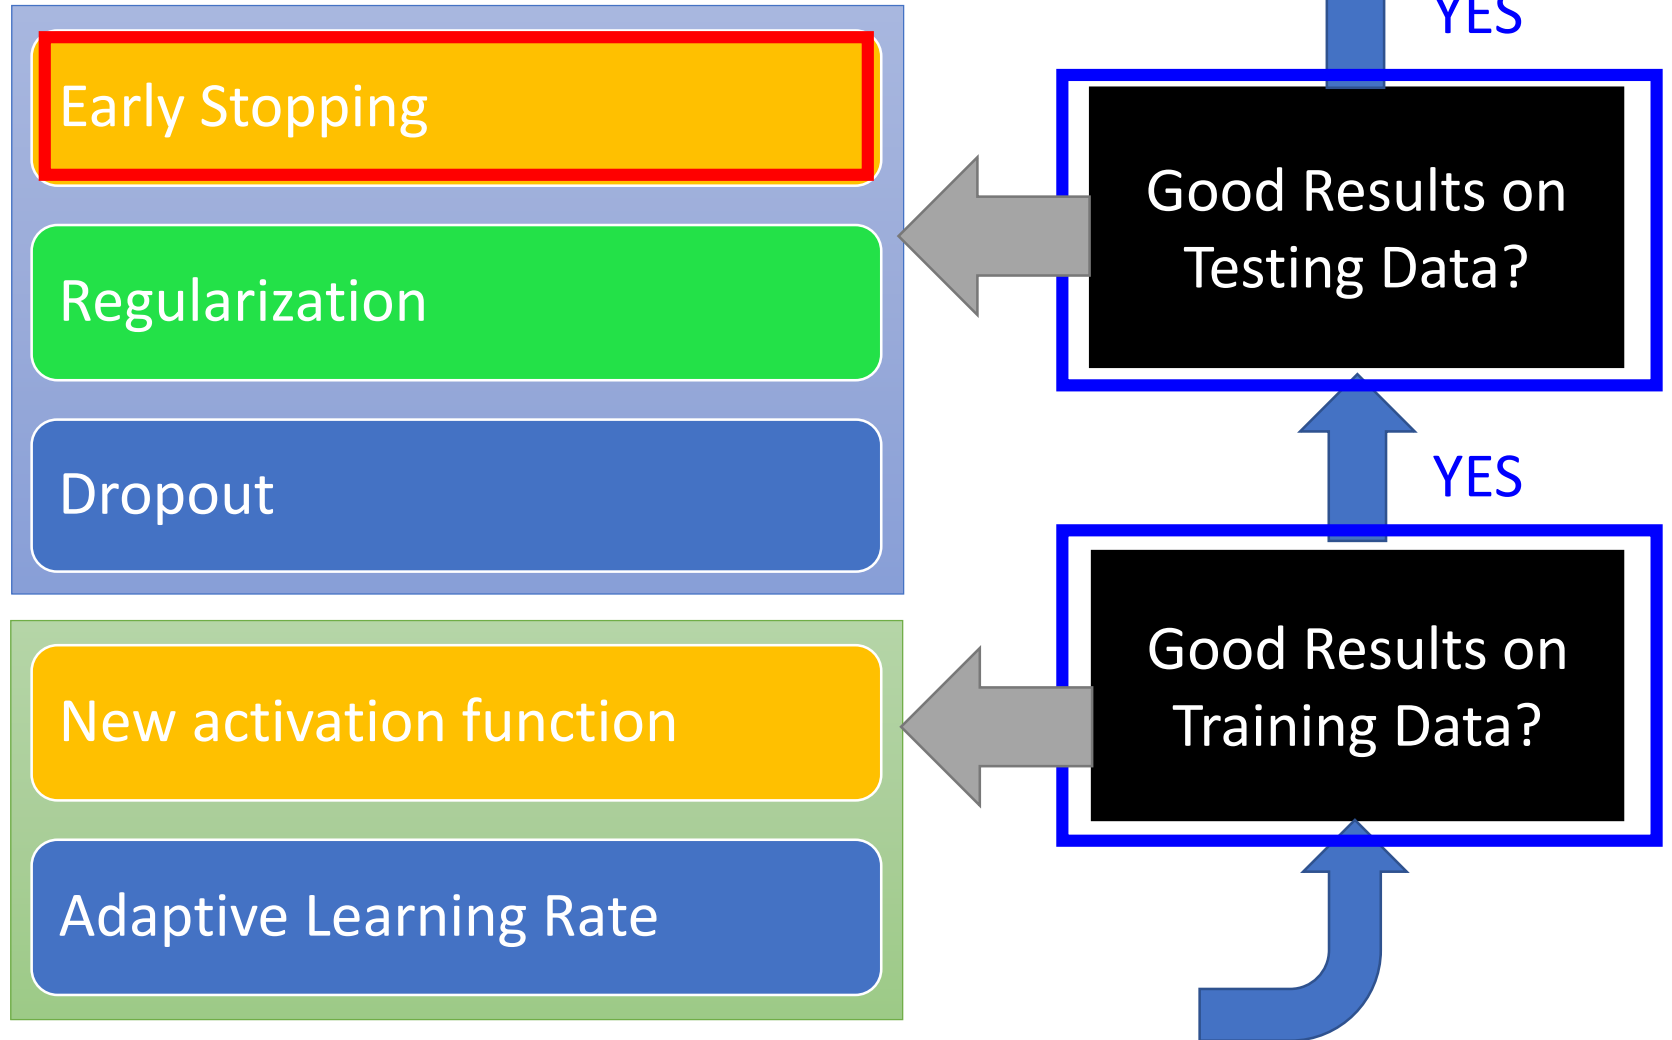 YES
Early Stopping
Good Results on
Testing Data?
Regularization
Dropout
YES
Good Results on
Training Data?
New activation function
Adaptive Learning Rate